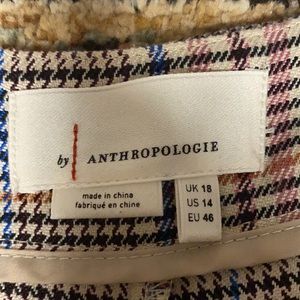 by ANTHROPOLOGIE
made in china
fabriqué en chine
UK 18
US 14
EU 46